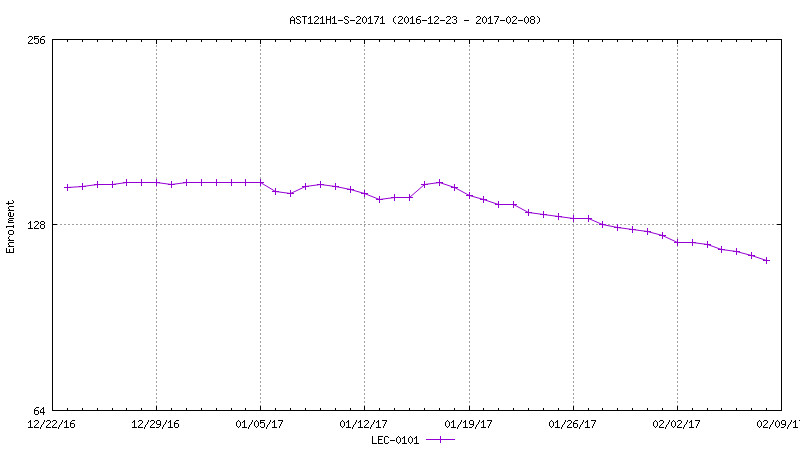 AST121H1-S-20171 (2016-12-23 - 2017-02-08)
256
128
64
Enrolment
12/22/16 12/29/16 01/05/17 01/12/17 01/19/17 01/26/17 02/02/17 02/09/1
LEC-0101